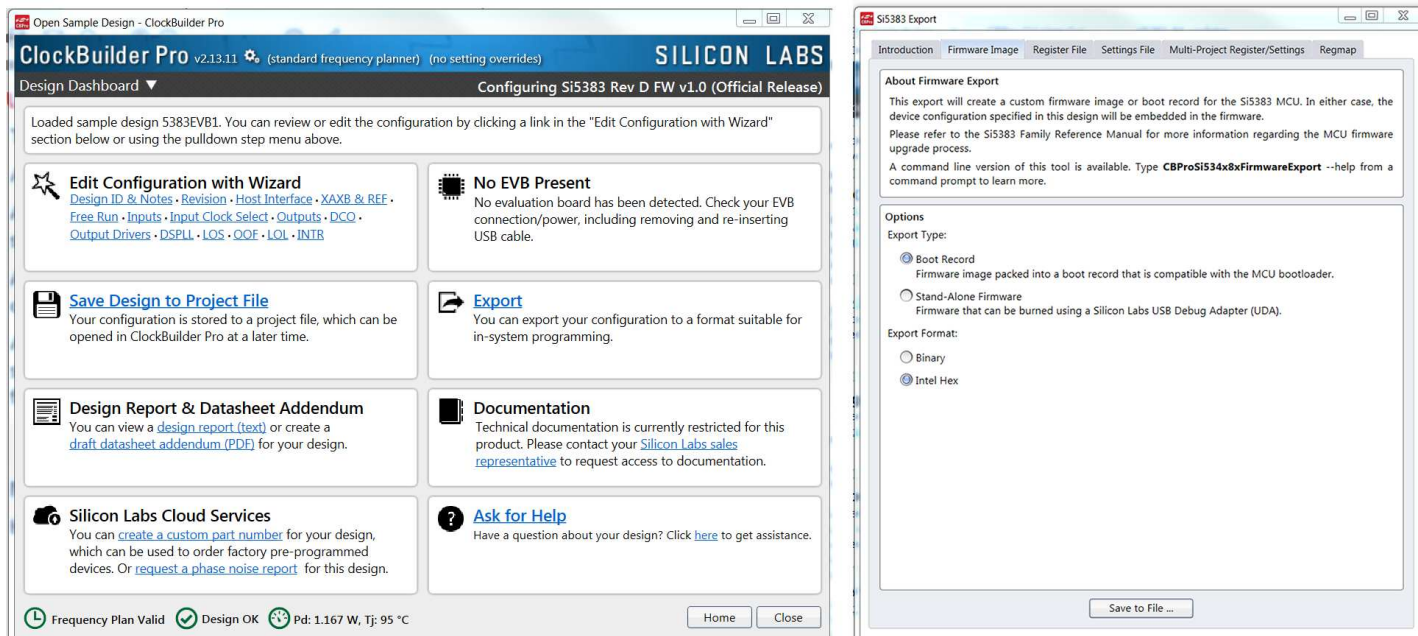 Open Sample Design - ClockBuilder Pro
ClockBuilder Pro v2.13.11 (standard frequency planner) (no setting overrides) SILICON LABS
Design Dashboard ▼ Configuring Si5383 Rev D FW v1.0 (Official Release)
Loaded sample design 5383EVB1. You can review or edit the configuration by clicking a link in the "Edit Configuration with Wizard"
section below or using the pulldown step menu above.
Edit Configuration with Wizard
Design ID & Notes • Revision • Host Interface • XAXB & REF •
Free Run • Inputs • Input Clock Select • Outputs • DCO •
Output Drivers • DSPLL • LOS • OOF • LOL • INTR
No EVB Present
No evaluation board has been detected. Check your EVB
connection/power, including removing and re-inserting
USB cable.
Save Design to Project File
Your configuration is stored to a project file, which can be
opened in ClockBuilder Pro at a later time.
Export
You can export your configuration to a format suitable for
in-system programming.
Design Report & Datasheet Addendum
You can view a design report (text) or create a
draft datasheet addendum (PDF) for your design.
Documentation
Technical documentation is currently restricted for this
product. Please contact your Silicon Labs sales
representative to request access to documentation.
Silicon Labs Cloud Services
You can create a custom part number for your design,
which can be used to order factory pre-programmed
devices. Or request a phase noise report for this design.
Ask for Help
Have a question about your design? Click here to get assistance.
Frequency Plan Valid Design OK Pd: 1.167 W, Tj: 95 °C Home Close
Si5383 Export
Introduction Firmware Image Register File Settings File Multi-Project Register/Settings Regmap
About Firmware Export
This export will create a custom firmware image or boot record for the Si5383 MCU. In either case, the
device configuration specified in this design will be embedded in the firmware.
Please refer to the Si5383 Family Reference Manual for more information regarding the MCU firmware
upgrade process.
A command line version of this tool is available. Type CBProSi534x8xFirmwareExport --help from a
command prompt to learn more.
Options
Export Type:
Boot Record
Firmware image packed into a boot record that is compatible with the MCU bootloader.
Stand-Alone Firmware
Firmware that can be burned using a Silicon Labs USB Debug Adapter (UDA).
Export Format:
Binary
Intel Hex
Save to File ...